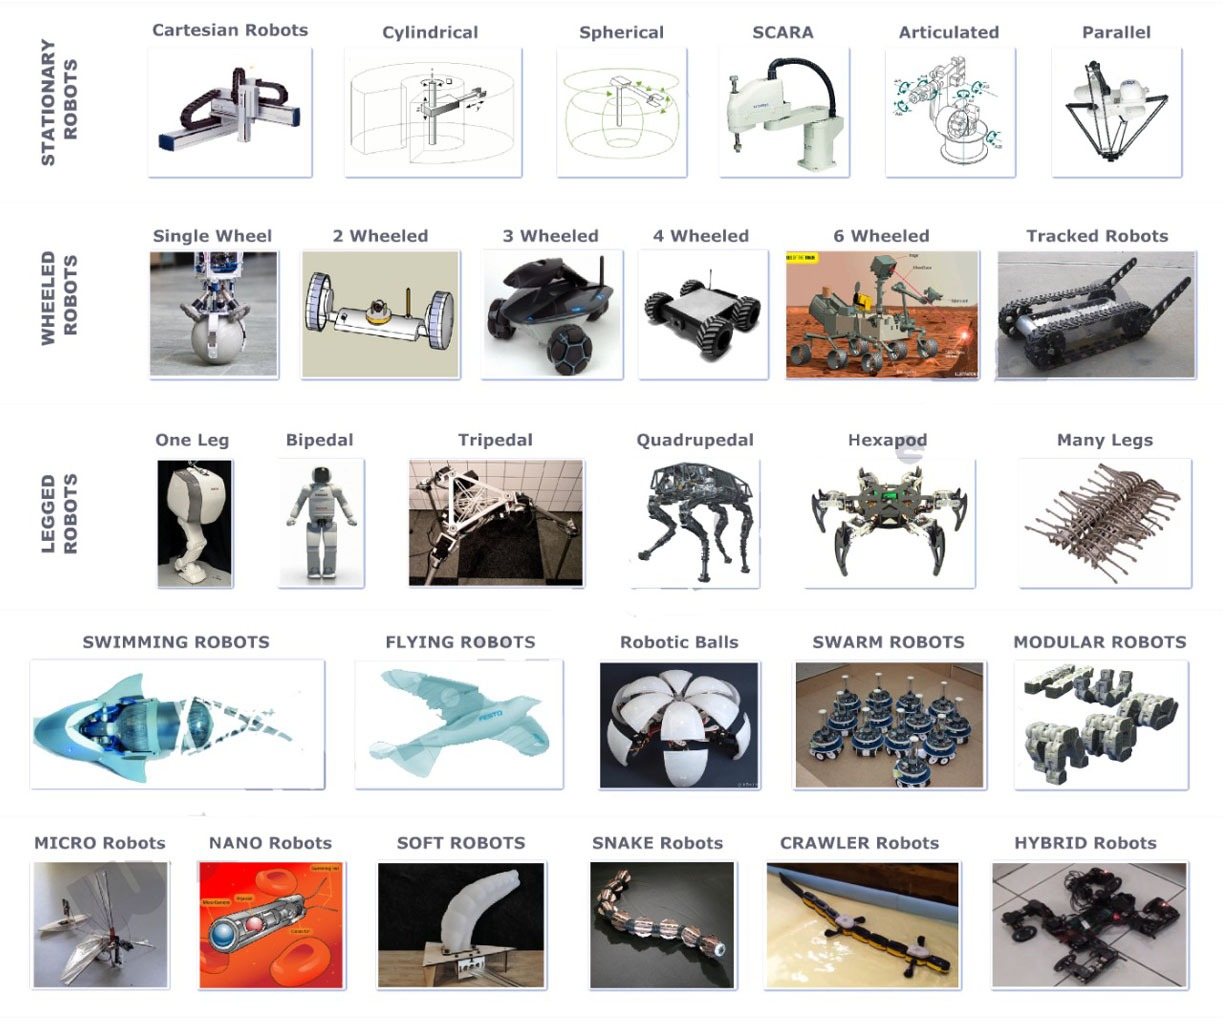 STATIONARY
ROBOTS
Cartesian Robots
Cylindrical
Spherical
SCARA
Articulated
Parallel
WHEELED
ROBOTS
Single Wheel
2 Wheeled
3 Wheeled
4 Wheeled
6 Wheeled
Tracked Robots
LEGGED
ROBOTS
One Leg
Bipedal
Tripedal
Quadrupedal
Hexapod
Many Legs
SWIMMING ROBOTS
FLYING ROBOTS
Robotic Balls
SWARM ROBOTS
MODULAR ROBOTS
FESTO
MICRO Robots
NANO Robots
SOFT ROBOTS
SNAKE Robots
CRAWLER Robots
HYBRID Robots